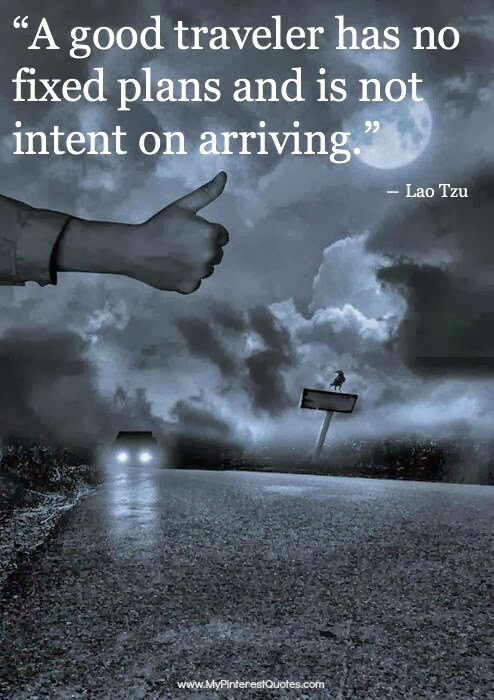 “A good traveler has no
fixed plans and is not
intent on arriving.”
— Lao Tzu
www.MyPinterestQuotes.com